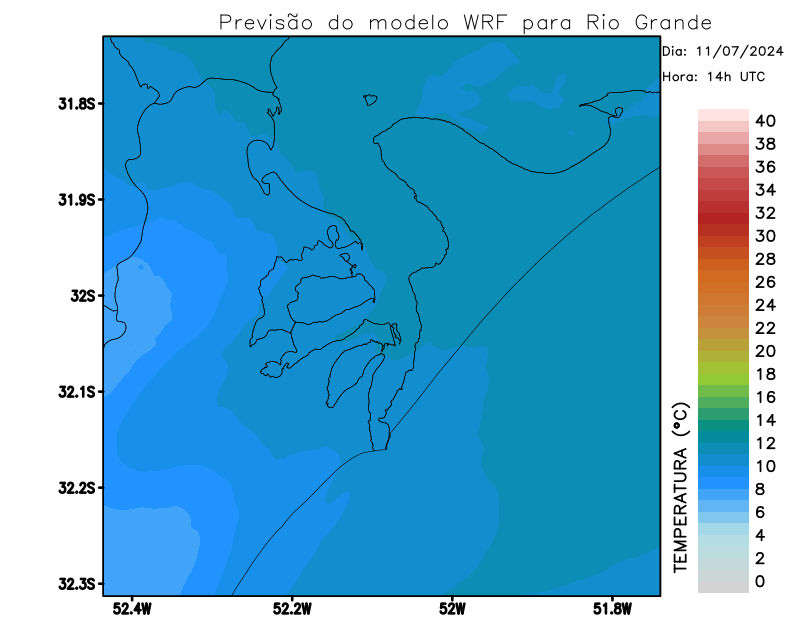 Previsão do modelo WRF para Rio Grande
Dia: 11/07/2024
Hora: 14h UTC
31.8S
31.9S
32S
32.1S
32.2S
32.3S
52.4W
52.2W
52W
51.8W
TEMPERATURA (°C)
40
38
36
34
32
30
28
26
24
22
20
18
16
14
12
10
8
6
4
2
0